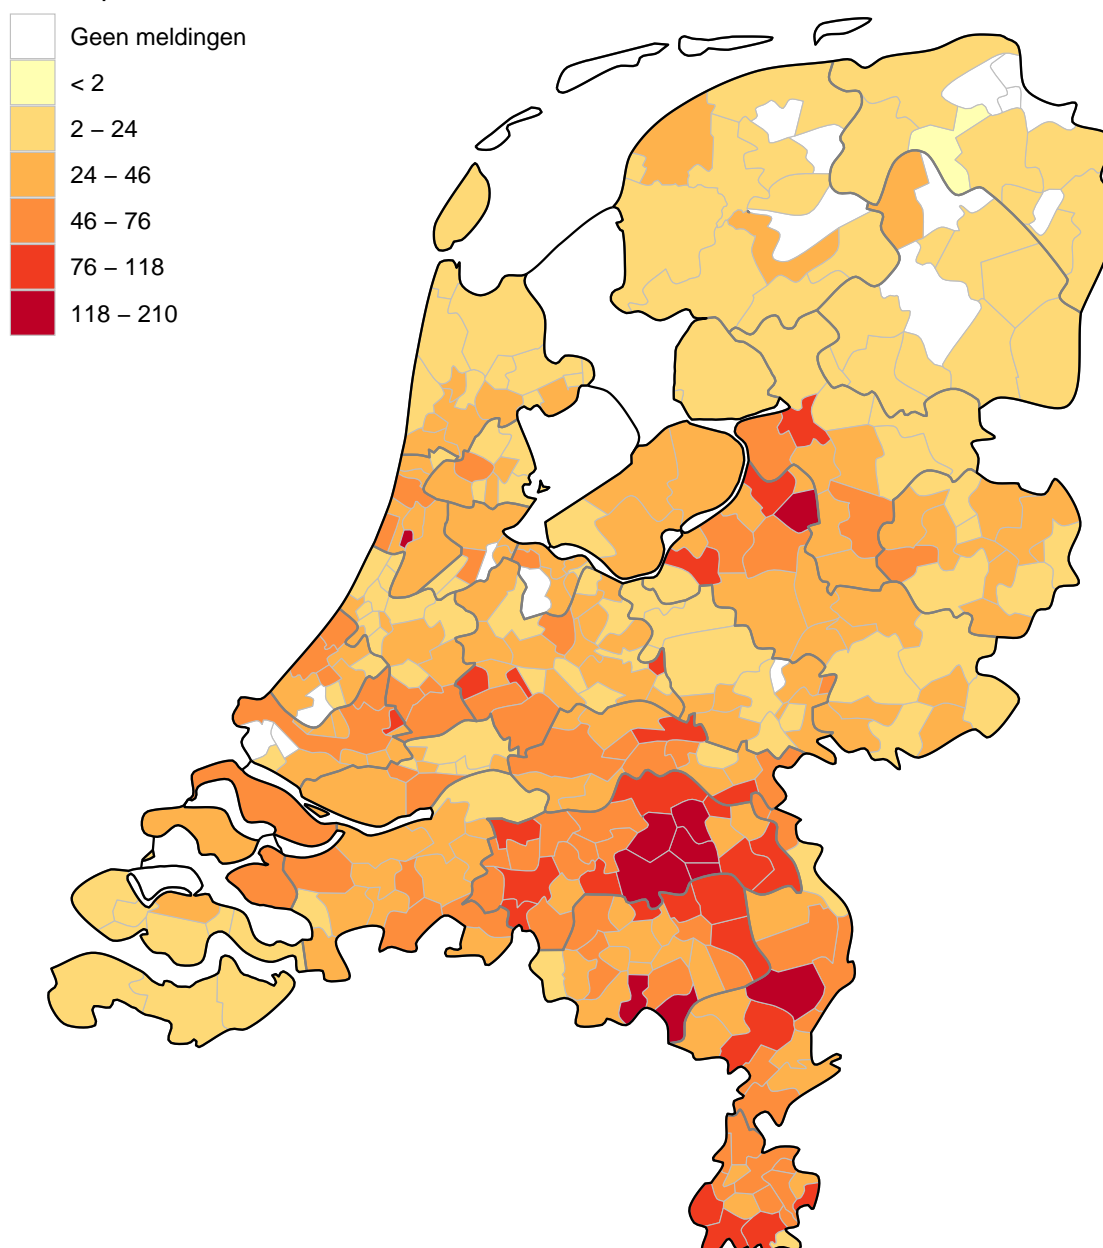 Geen meldingen
< 2
2 – 24
24 – 46
46 – 76
76 – 118
118 – 210